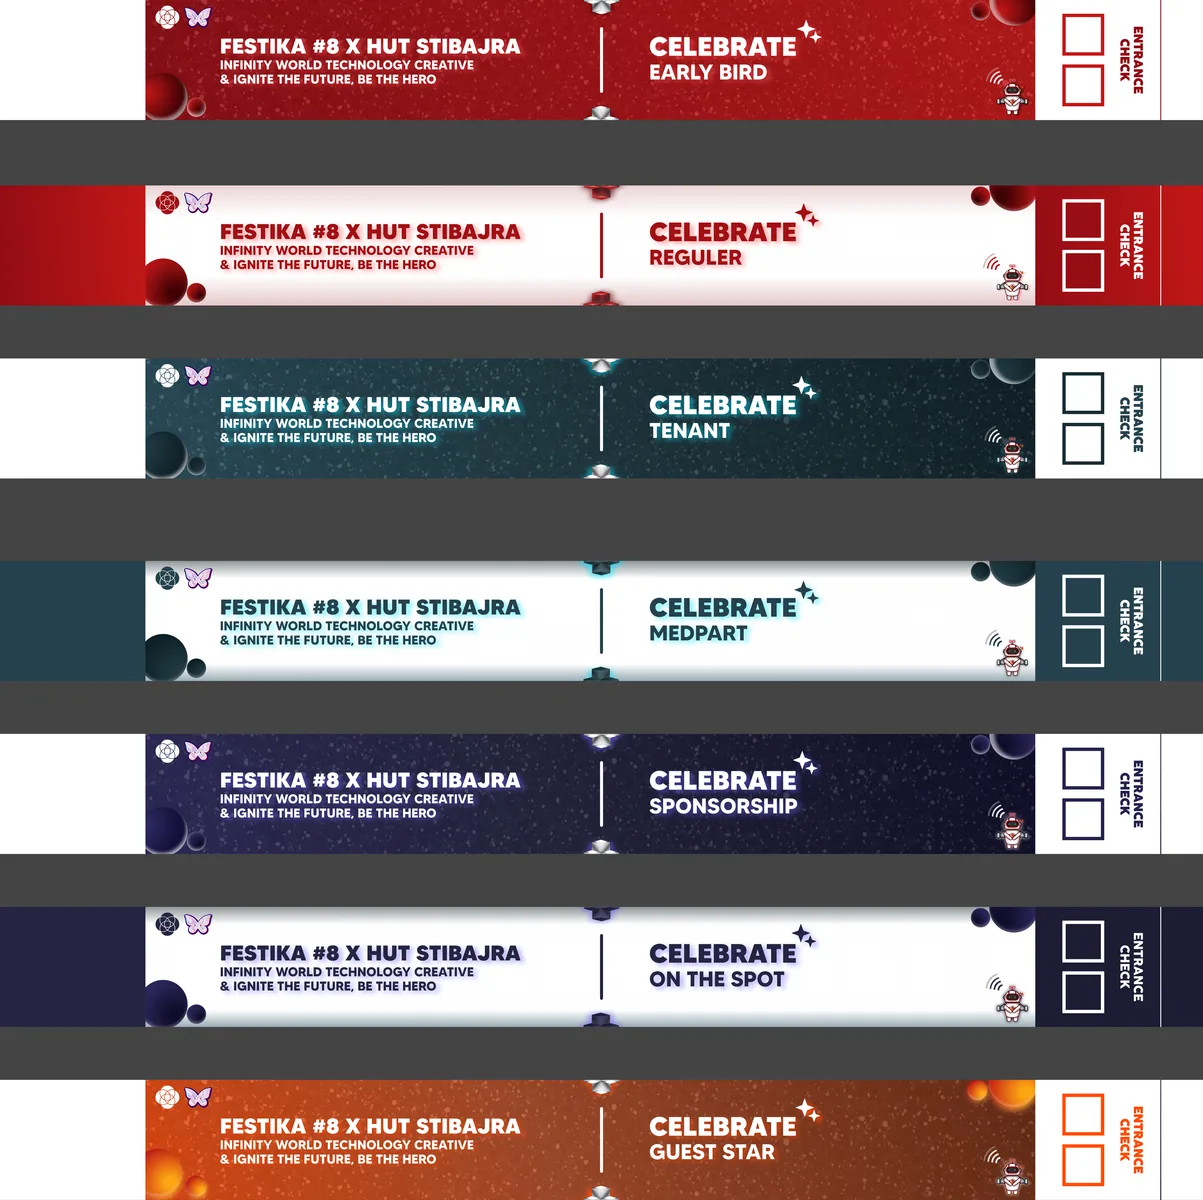 FESTIKA #8 X HUT STIBAJRA
INFINITY WORLD TECHNOLOGY CREATIVE
& IGNITE THE FUTURE, BE THE HERO
CELEBRATE
EARLY BIRD
ENTRANCE
CHECK
FESTIKA #8 X HUT STIBAJRA
INFINITY WORLD TECHNOLOGY CREATIVE
& IGNITE THE FUTURE, BE THE HERO
CELEBRATE
REGULER
ENTRANCE
CHECK
FESTIKA #8 X HUT STIBAJRA
INFINITY WORLD TECHNOLOGY CREATIVE
& IGNITE THE FUTURE, BE THE HERO
CELEBRATE
TENANT
ENTRANCE
CHECK
FESTIKA #8 X HUT STIBAJRA
INFINITY WORLD TECHNOLOGY CREATIVE
& IGNITE THE FUTURE, BE THE HERO
CELEBRATE
MEDPART
ENTRANCE
CHECK
FESTIKA #8 X HUT STIBAJRA
INFINITY WORLD TECHNOLOGY CREATIVE
& IGNITE THE FUTURE, BE THE HERO
CELEBRATE
SPONSORSHIP
ENTRANCE
CHECK
FESTIKA #8 X HUT STIBAJRA
INFINITY WORLD TECHNOLOGY CREATIVE
& IGNITE THE FUTURE, BE THE HERO
CELEBRATE
ON THE SPOT
ENTRANCE
CHECK
FESTIKA #8 X HUT STIBAJRA
INFINITY WORLD TECHNOLOGY CREATIVE
& IGNITE THE FUTURE, BE THE HERO
CELEBRATE
GUEST STAR
ENTRANCE
CHECK